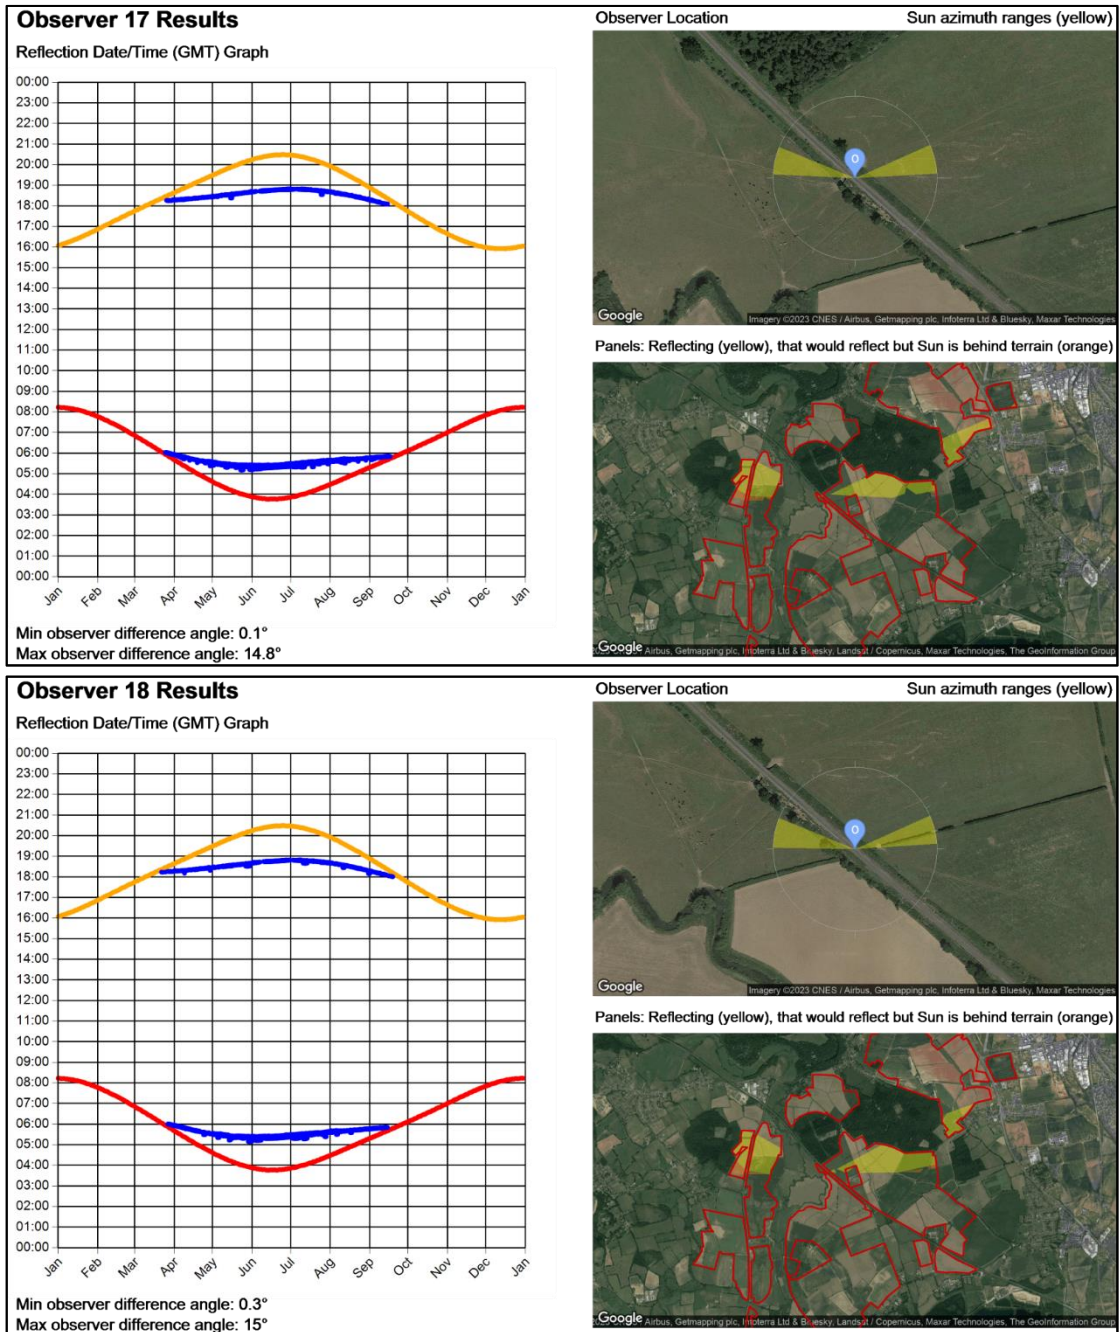 Observer 17 Results
Reflection Date/Time (GMT) Graph
00:00
23:00
22:00
21:00
20:00
19:00
18:00
17:00
16:00
15:00
14:00
13:00
12:00
11:00
10:00
09:00
08:00
07:00
06:00
05:00
04:00
03:00
02:00
01:00
00:00
Jan Feb Mar Apr May Jun Jul Aug Sep Oct Nov Dec Jan
Min observer difference angle: 0.1°
Max observer difference angle: 14.8°
Observer Location Sun azimuth ranges (yellow)
0
Google Imagery ©2023 CNES / Airbus, Getmapping plc, Infoterra Ltd & Bluesky, Maxar Technologies
Panels: Reflecting (yellow), that would reflect but Sun is behind terrain (orange)
Google
Airbus, Getmapping plc, Infoterra Ltd & Bluesky, Landsat / Copernicus, Maxar Technologies, The GeoInformation Group
Observer 18 Results
Reflection Date/Time (GMT) Graph
00:00
23:00
22:00
21:00
20:00
19:00
18:00
17:00
16:00
15:00
14:00
13:00
12:00
11:00
10:00
09:00
08:00
07:00
06:00
05:00
04:00
03:00
02:00
01:00
00:00
Jan Feb Mar Apr May Jun Jul Aug Sep Oct Nov Dec Jan
Min observer difference angle: 0.3°
Max observer difference angle: 15°
Observer Location Sun azimuth ranges (yellow)
0
Google Imagery ©2023 CNES / Airbus, Getmapping plc, Infoterra Ltd & Bluesky, Maxar Technologies
Panels: Reflecting (yellow), that would reflect but Sun is behind terrain (orange)
Google
Airbus, Getmapping plc, Infoterra Ltd & Bluesky, Landsat / Copernicus, Maxar Technologies, The GeoInformation Group